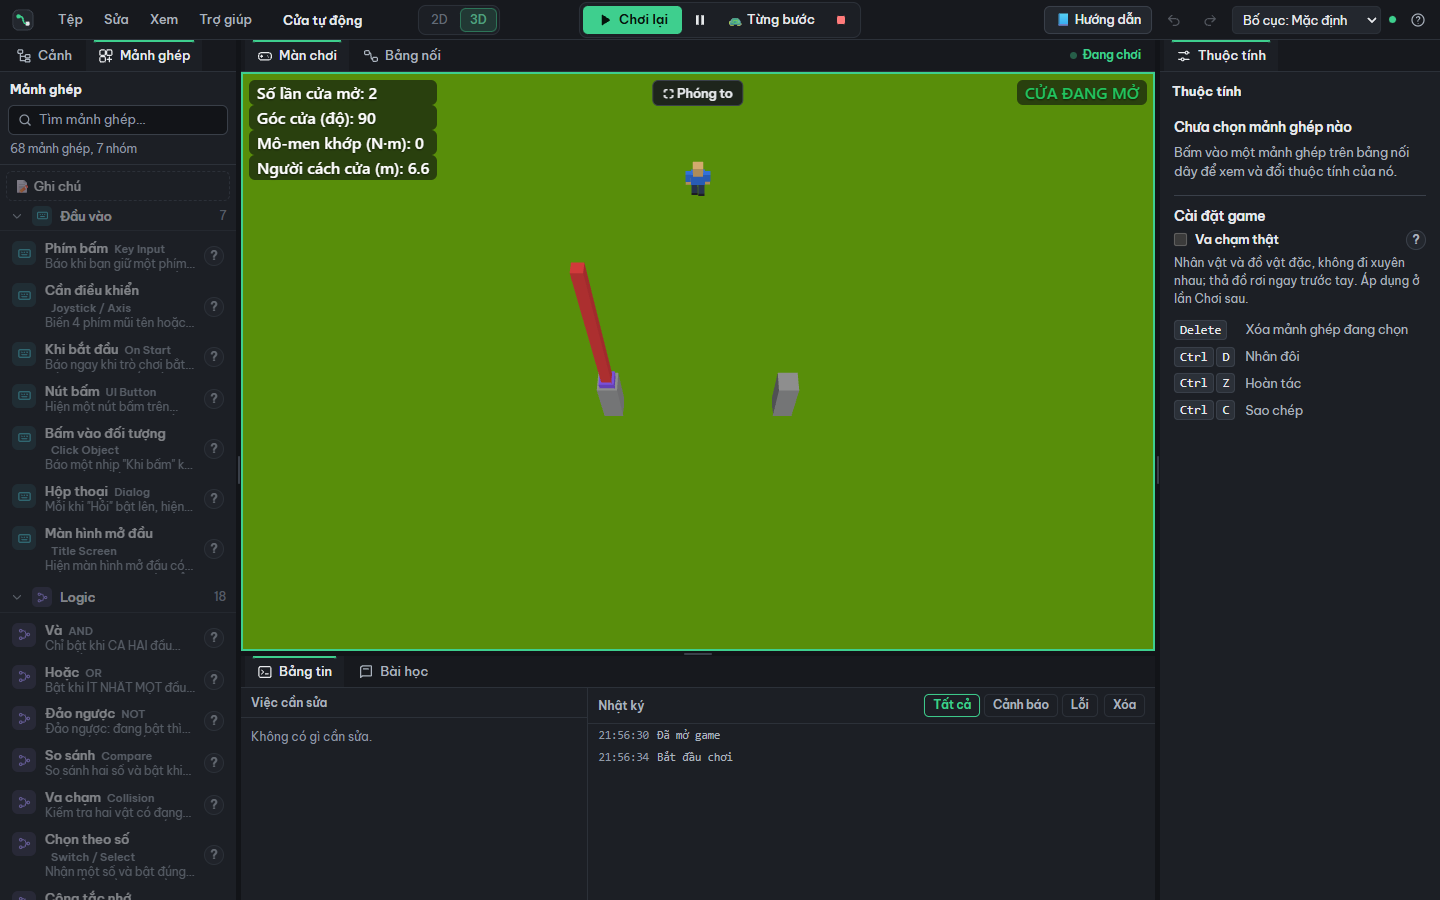 Tệp Sửa Xem Trợ giúp Cửa tự động 2D 3D Chơi lại Từng bước Hướng dẫn Bố cục: Mặc định
Cảnh Mảnh ghép
Mảnh ghép
Tìm mảnh ghép...
68 mảnh ghép, 7 nhóm
Ghi chú
Đầu vào 7
Phím bấm Key Input ?
Báo khi bạn giữ một phím...
Cần điều khiển
Joystick / Axis ?
Biến 4 phím mũi tên hoặc...
Khi bắt đầu On Start ?
Báo ngay khi trò chơi bắt...
Nút bấm UI Button ?
Hiện một nút bấm trên...
Bấm vào đối tượng
Click Object ?
Báo một nhịp "Khi bấm" k...
Hộp thoại Dialog ?
Mỗi khi "Hỏi" bật lên, hiện...
Màn hình mở đầu
Title Screen ?
Hiện màn hình mở đầu có...
Logic 18
Và AND ?
Chỉ bật khi CẢ HAI đầu...
Hoặc OR ?
Bật khi ÍT NHẤT MỘT đầu...
Đảo ngược NOT ?
Đảo ngược: đang bật thì...
So sánh Compare ?
So sánh hai số và bật khi...
Va chạm Collision ?
Kiểm tra hai vật có đang...
Chọn theo số
Switch / Select ?
Nhận một số và bật đúng...
Công tắc nhớ
Màn chơi Bảng nối Đang chơi
Số lần cửa mở: 2
Góc cửa (độ): 90
Mô-men khớp (N·m): 0
Người cách cửa (m): 6.6
Phóng to
CỬA ĐANG MỞ
Bảng tin Bài học
Việc cần sửa
Không có gì cần sửa.
Nhật ký Tất cả Cảnh báo Lỗi Xóa
21:56:30 Đã mở game
21:56:34 Bắt đầu chơi
Thuộc tính
Thuộc tính
Chưa chọn mảnh ghép nào
Bấm vào một mảnh ghép trên bảng nối
dây để xem và đổi thuộc tính của nó.
Cài đặt game
Va chạm thật ?
Nhân vật và đồ vật đặc, không đi xuyên
nhau; thả đồ rơi ngay trước tay. Áp dụng ở
lần Chơi sau.
Delete Xóa mảnh ghép đang chọn
Ctrl D Nhân đôi
Ctrl Z Hoàn tác
Ctrl C Sao chép